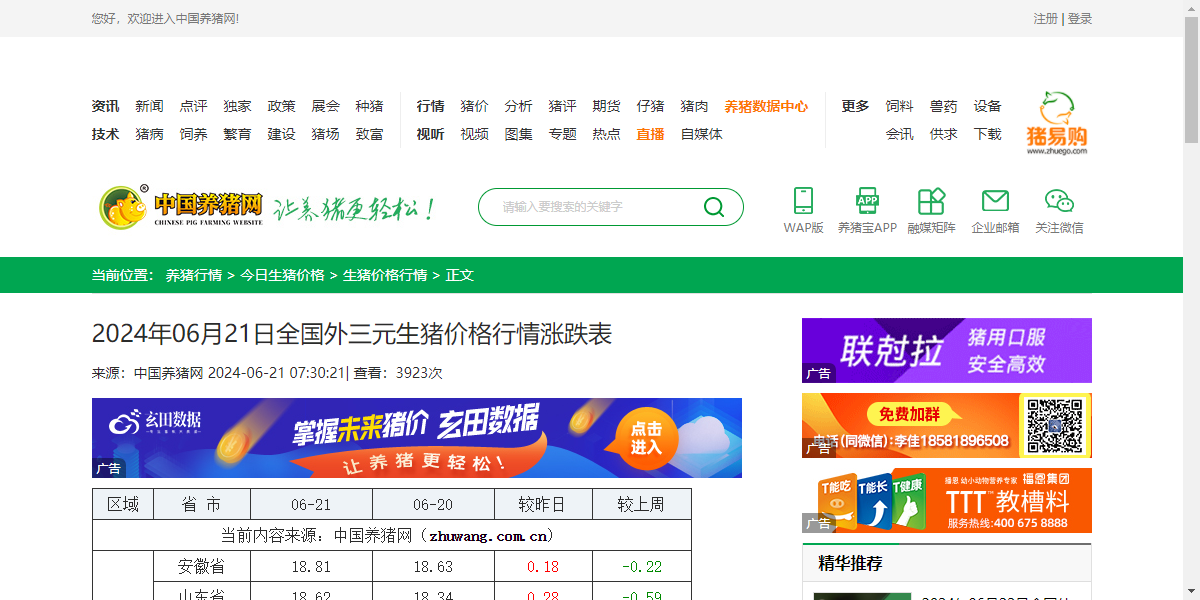 您好，欢迎进入中国养猪网!
注册 | 登录
资讯 新闻 点评 独家 政策 展会 种猪
技术 猪病 饲养 繁育 建设 猪场 致富
行情 猪价 分析 猪评 期货 仔猪 猪肉 养猪数据中心
视听 视频 图集 专题 热点 直播 自媒体
更多 饲料 兽药 设备
会讯 供求 下载
猪易购
www.zhuego.com
中国养猪网
CHINESE PIG FARMING WEBSITE
让养猪更轻松！
请输入要搜索的关键字
WAP版
APP
养猪宝APP
融媒矩阵
企业邮箱
关注微信
当前位置： 养猪行情 > 今日生猪价格 > 生猪价格行情 > 正文
2024年06月21日全国外三元生猪价格行情涨跌表
来源：中国养猪网 2024-06-21 07:30:21| 查看：3923次
玄田数据
掌握未来猪价 玄田数据
让养猪更轻松！
点击
进入
广告
区域 省 市 06-21 06-20 较昨日 较上周
当前内容来源：中国养猪网（zhuwang.com.cn）
安徽省 18.81 18.63 0.18 -0.22
山东省 18.62 18.34 0.28 -0.59
联尅拉
猪用口服
安全高效
广告
免费加群
电话(同微信)：李佳18581896508
广告
T能吃 T能长 T健康
播恩 幼小动物营养专家 播恩集团
TTT™教槽料
服务热线:400 675 8888
广告
精华推荐